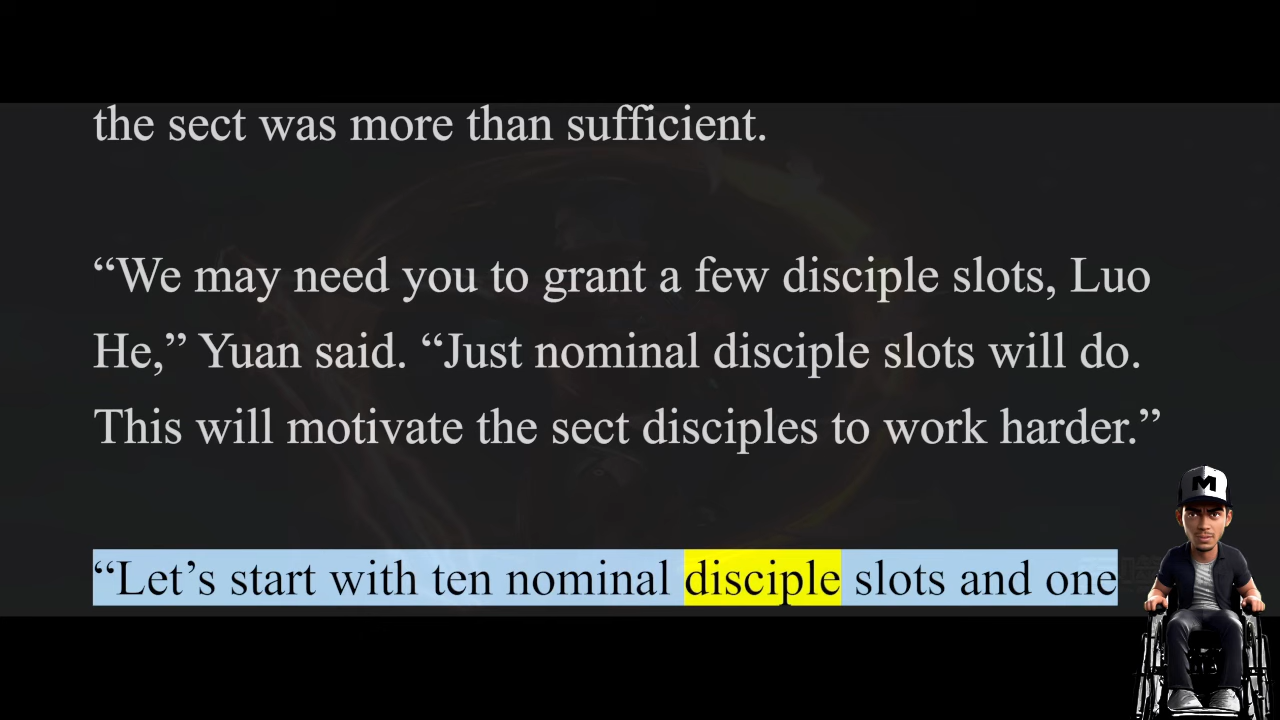 the sect was more than sufficient.
“We may need you to grant a few disciple slots, Luo
He,” Yuan said. “Just nominal disciple slots will do.
This will motivate the sect disciples to work harder.”
“Let’s start with ten nominal disciple slots and one
M